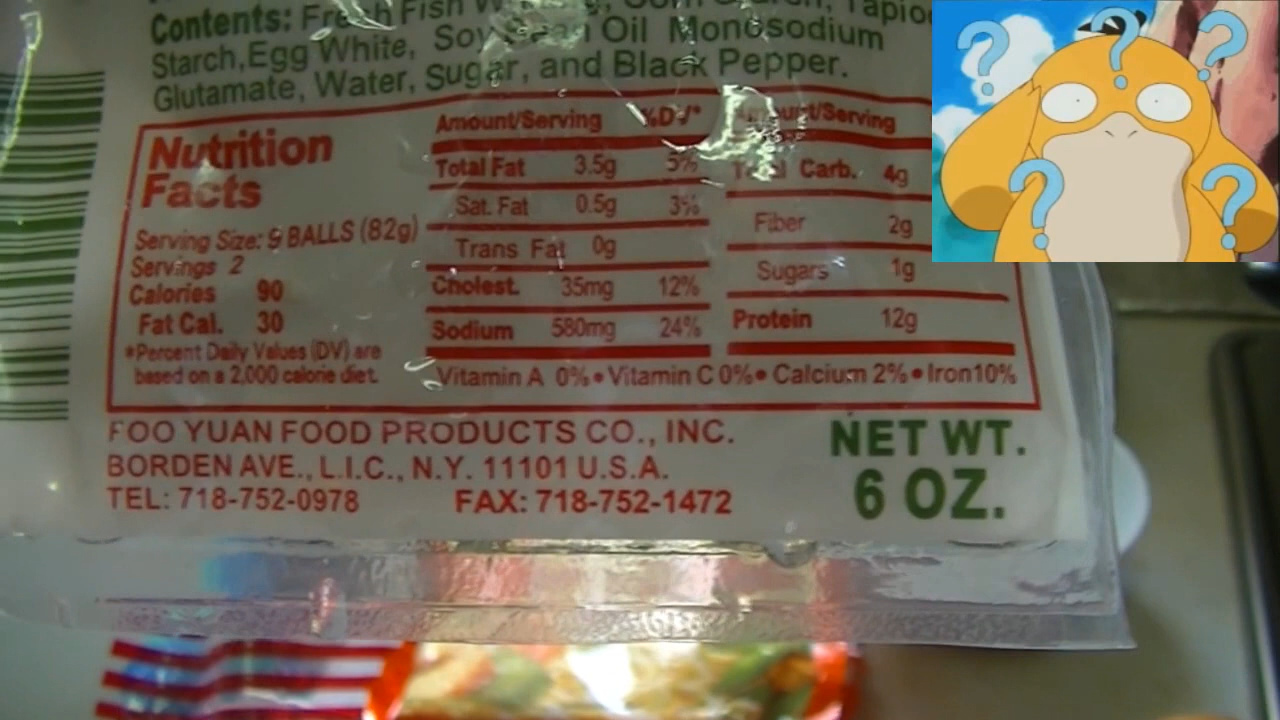 Contents: Fresh Fish
Starch, Egg White, Soy Bean Oil Monosodium
Glutamate, Water, Sugar, and Black Pepper.
Nutrition
Facts
Serving Size: 9 BALLS (82g)
Servings 2
Calories 90
Fat Cal. 30
*Percent Daily Values (DV) are
based on a 2,000 calorie diet.
Amount/Serving %DV*
Total Fat 3.5g 5%
Sat. Fat 0.5g 3%
Trans Fat 0g
Cholest. 35mg 12%
Sodium 580mg 24%
Amount/Serving
Total Carb. 4g
Fiber 2g
Sugars 1g
Protein 12g
Vitamin A 0% • Vitamin C 0% • Calcium 2% • Iron 10%
FOO YUAN FOOD PRODUCTS CO., INC.
BORDEN AVE., L.I.C., N.Y. 11101 U.S.A.
TEL: 718-752-0978 FAX: 718-752-1472
NET WT.
6 OZ.
? ? ?
? ?